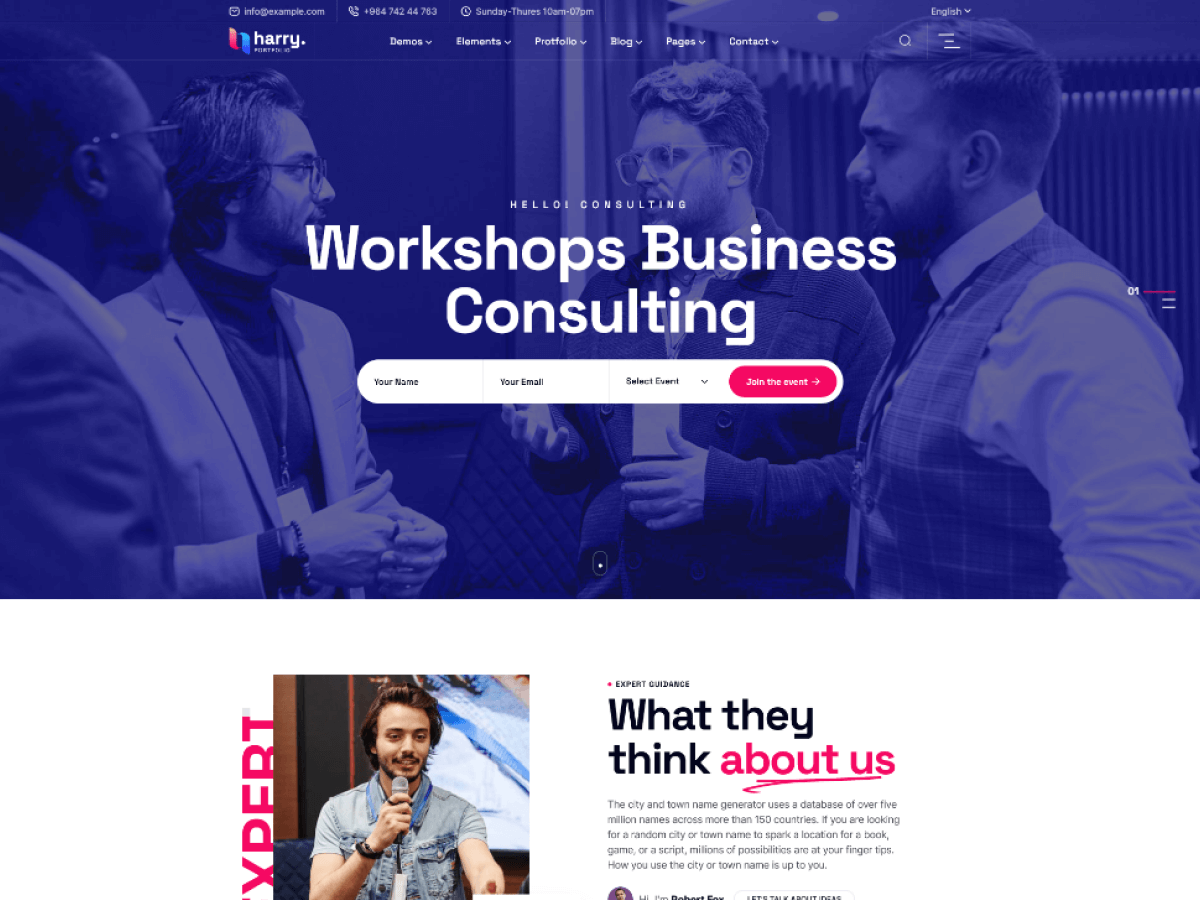 info@example.com
+964 742 44 763
Sunday-Thures 10am-07pm
English
harry.
PORTFOLIO
Demos
Elements
Protfolio
Blog
Pages
Contact
HELLO! CONSULTING
Workshops Business
Consulting
01
Your Name
Your Email
Select Event
Join the event →
EXPERT
EXPERT GUIDANCE
What they
think about us
The city and town name generator uses a database of over five
million names across more than 150 countries. If you are looking
for a random city or town name to spark a location for a book,
game, or a script, millions of possibilities are at your finger tips.
How you use the city or town name is up to you.
Hi, I'm Robert Fox
LET'S TALK ABOUT IDEAS